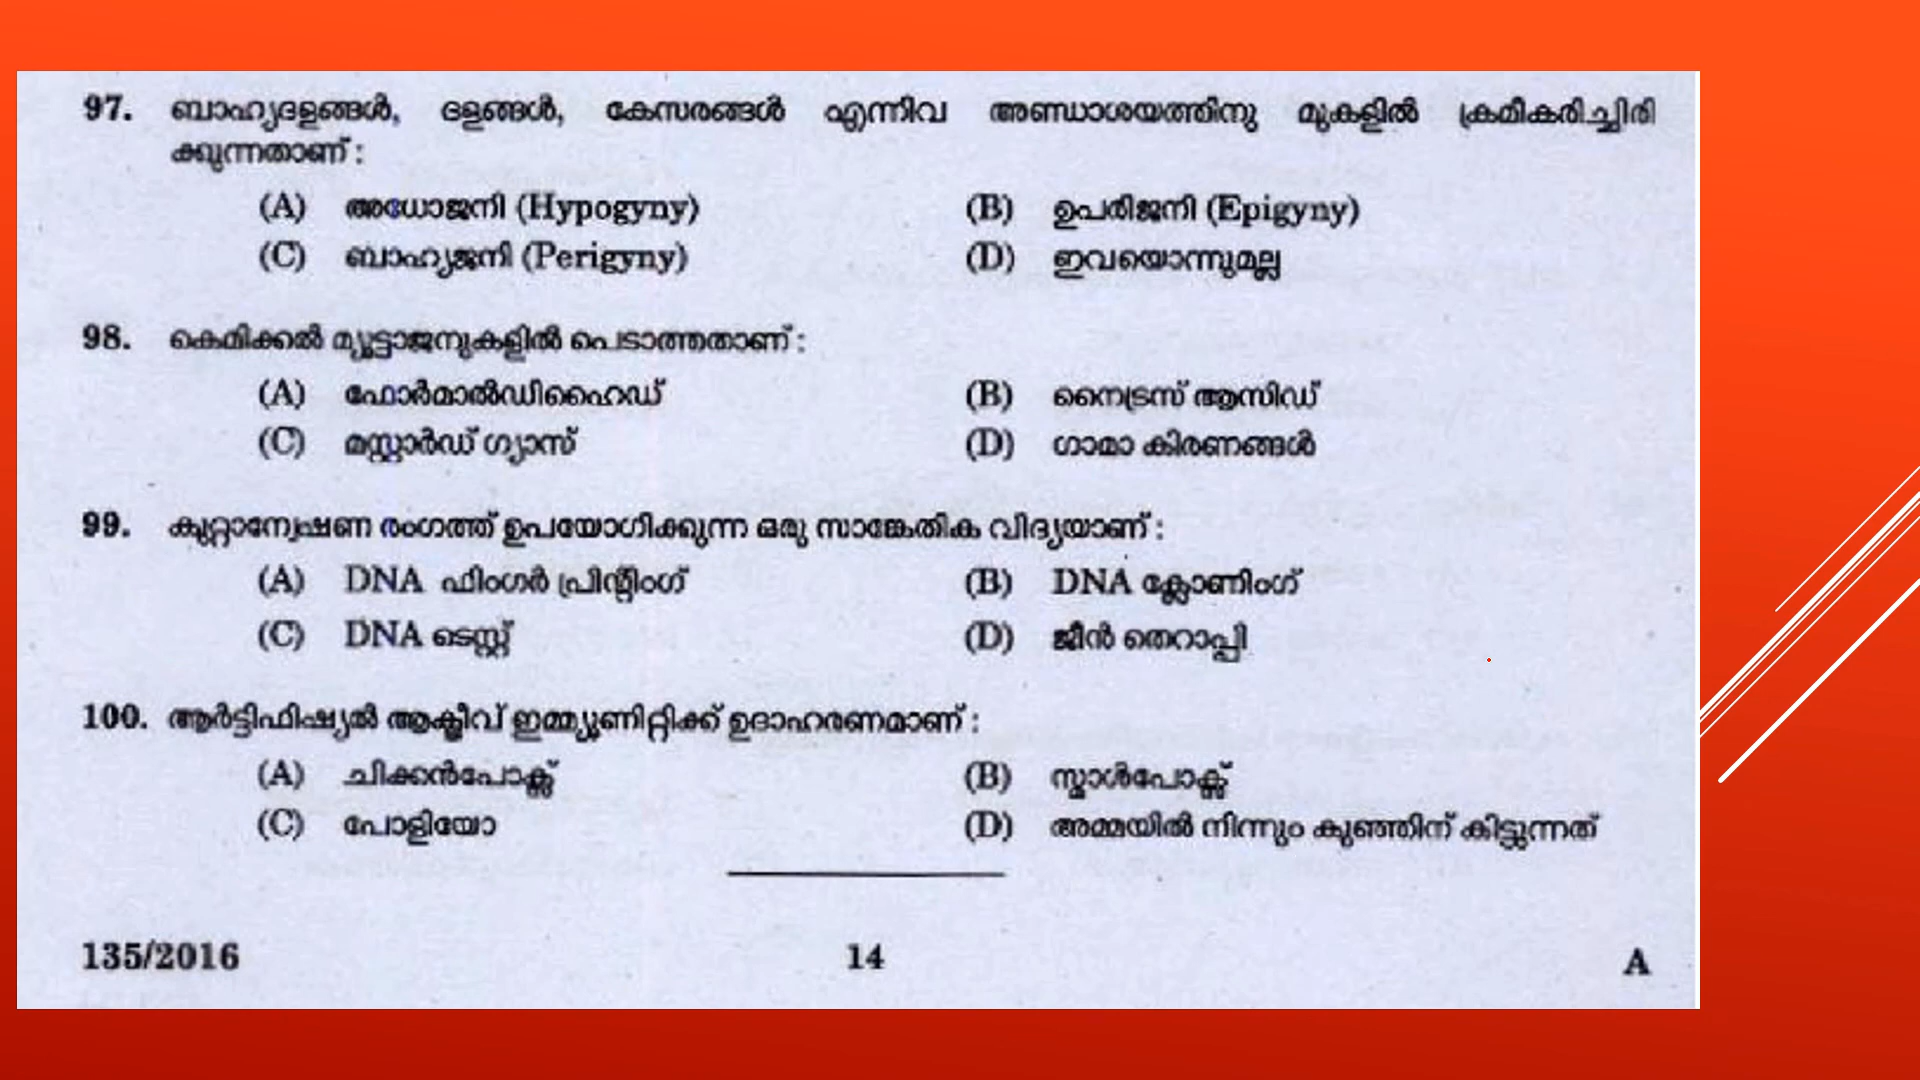 97. ബാഹ്യദളങ്ങൾ, ദളങ്ങൾ, കേസരങ്ങൾ എന്നിവ അണ്ഡാശയത്തിനു മുകളിൽ ക്രമീകരിച്ചിരി
ക്കുന്നതാണ് :
(A) അധോജനി (Hypogyny) (B) ഉപരിജനി (Epigyny)
(C) ബാഹ്യജനി (Perigyny) (D) ഇവയൊന്നുമല്ല
98. കെമിക്കൽ മ്യൂട്ടാജനുകളിൽ പെടാത്തതാണ് :
(A) ഫോർമാൽഡിഹൈഡ് (B) നൈട്രസ് ആസിഡ്
(C) മസ്റ്റാർഡ് ഗ്യാസ് (D) ഗാമാ കിരണങ്ങൾ
99. കുറ്റാന്വേഷണ രംഗത്ത് ഉപയോഗിക്കുന്ന ഒരു സാങ്കേതിക വിദ്യയാണ് :
(A) DNA ഫിംഗർ പ്രിന്റിംഗ് (B) DNA ക്ലോണിംഗ്
(C) DNA ടെസ്റ്റ് (D) ജീൻ തെറാപ്പി
100. ആർട്ടിഫിഷ്യൽ ആക്ടീവ് ഇമ്മ്യൂണിറ്റിക്ക് ഉദാഹരണമാണ് :
(A) ചിക്കൻപോക്സ് (B) സ്മാൾപോക്സ്
(C) പോളിയോ (D) അമ്മയിൽ നിന്നും കുഞ്ഞിന് കിട്ടുന്നത്
135/2016 14 A